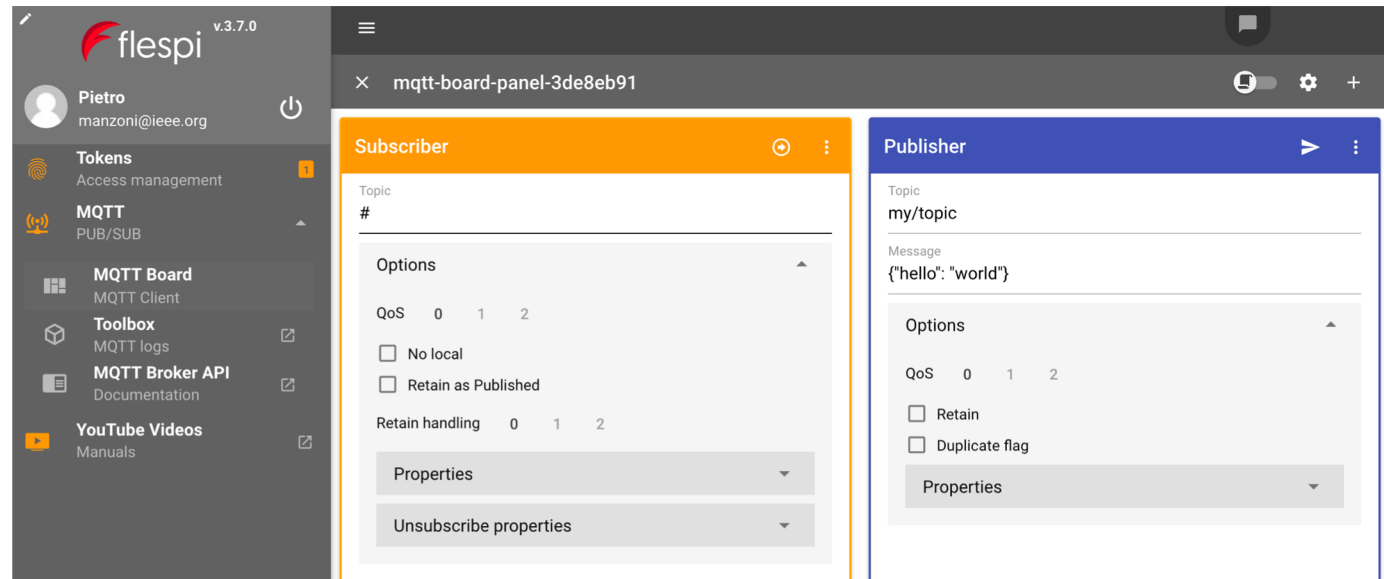 flespi v.3.7.0
Pietro
manzoni@ieee.org
Tokens
Access management
1
MQTT
PUB/SUB
MQTT Board
MQTT Client
Toolbox
MQTT logs
MQTT Broker API
Documentation
YouTube Videos
Manuals
mqtt-board-panel-3de8eb91
Subscriber
Topic
#
Options
QoS 0 1 2
No local
Retain as Published
Retain handling 0 1 2
Properties
Unsubscribe properties
Publisher
Topic
my/topic
Message
{"hello": "world"}
Options
QoS 0 1 2
Retain
Duplicate flag
Properties